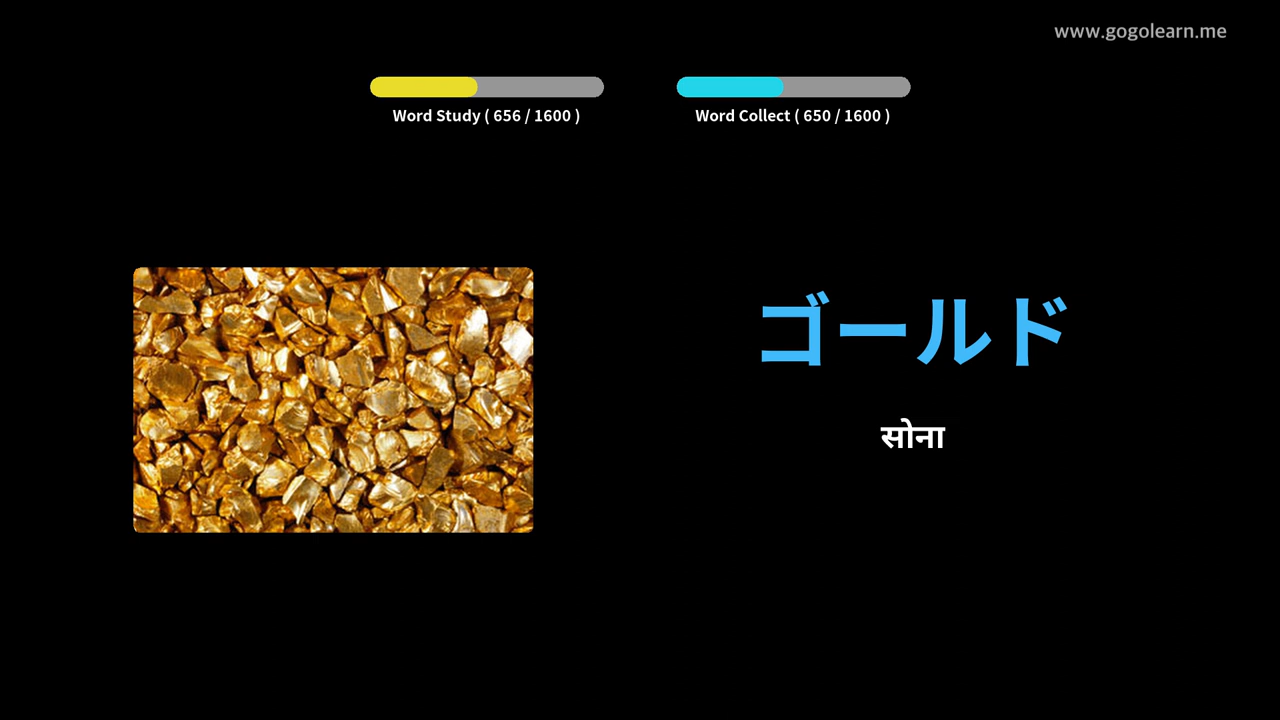 www.gogolearn.me
Word Study ( 656 / 1600 )
Word Collect ( 650 / 1600 )
ゴールド
सोना